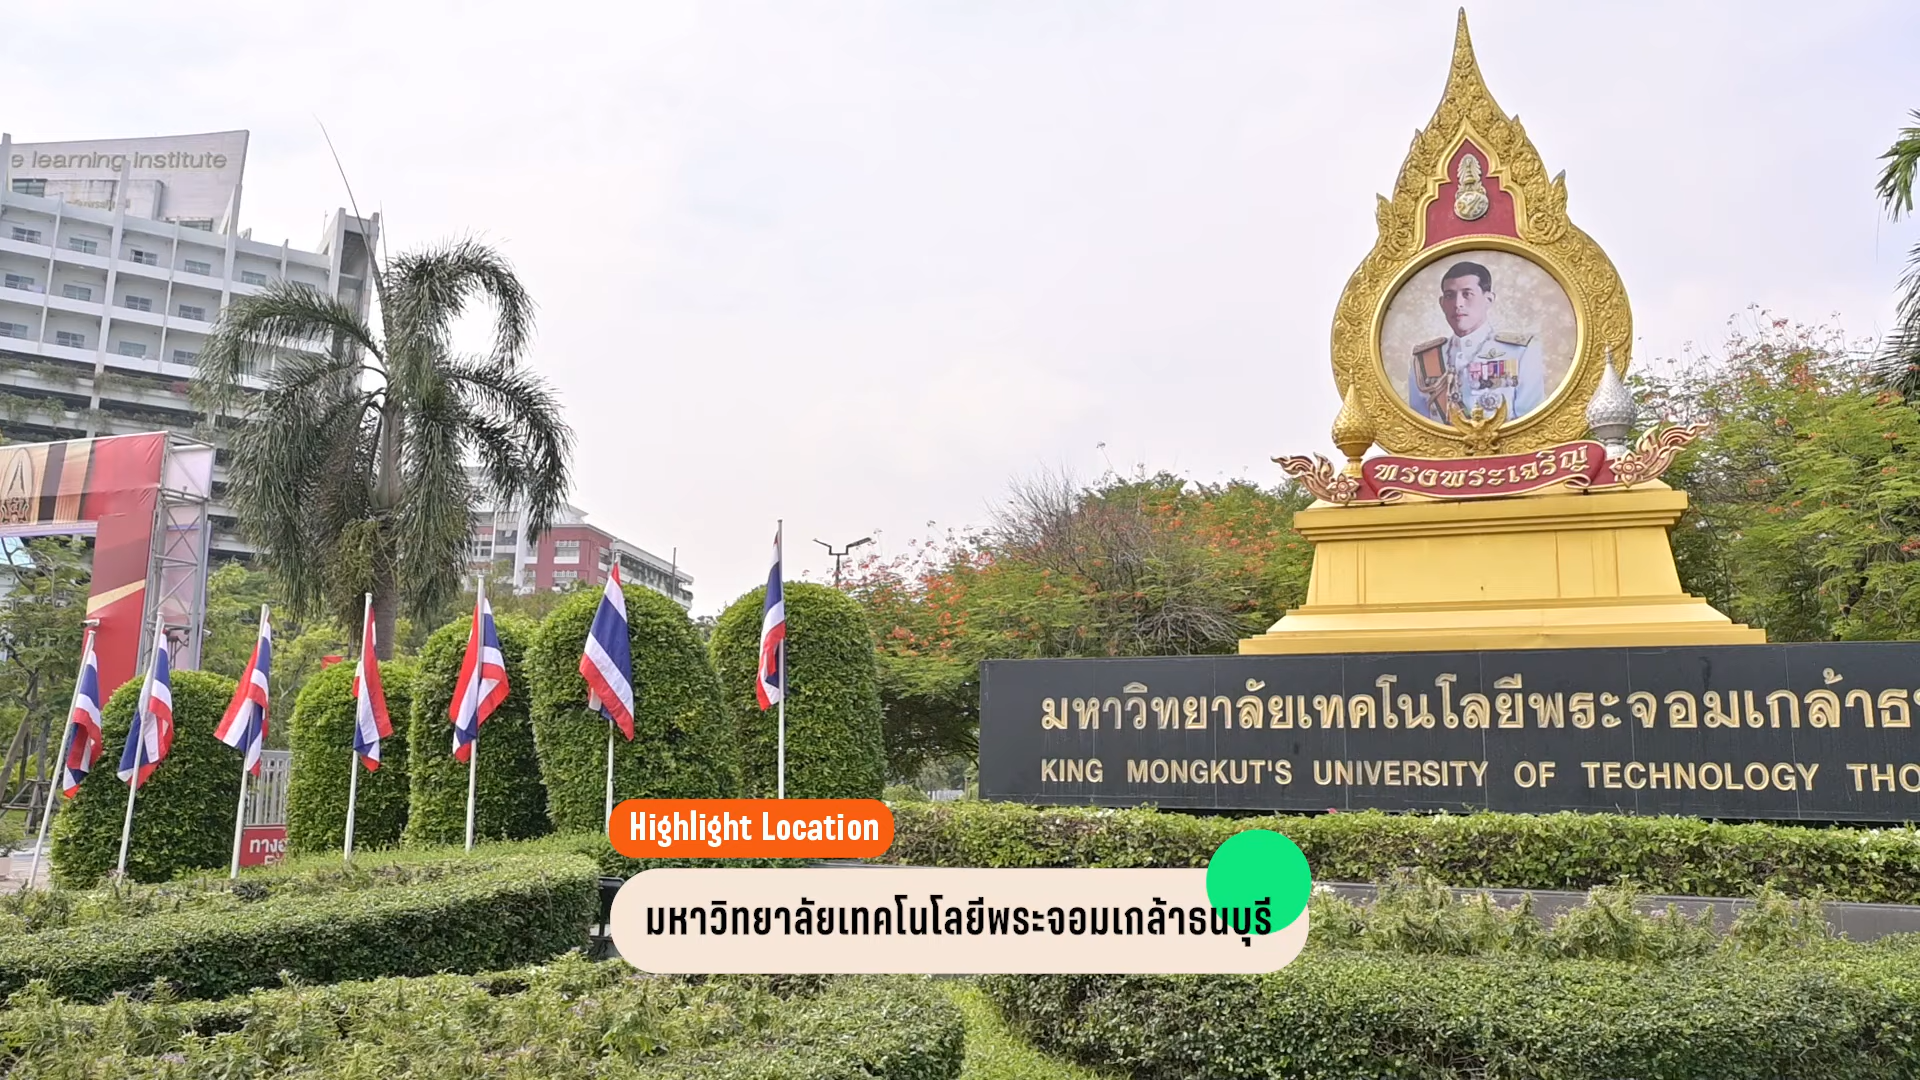 e learning institute
ทรงพระเจริญ
มหาวิทยาลัยเทคโนโลยีพระจอมเกล้าธ
KING MONGKUT'S UNIVERSITY OF TECHNOLOGY THO
ทาง
Highlight Location
มหาวิทยาลัยเทคโนโลยีพระจอมเกล้าธนบุรี